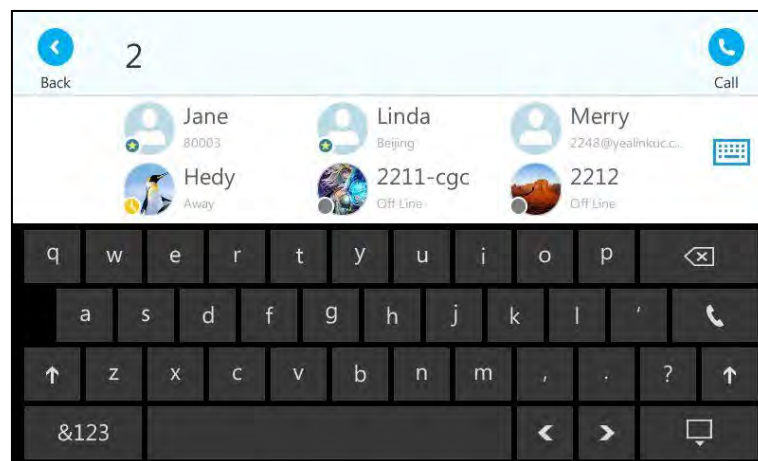 2
Back
Call
Jane
80003
Linda
Beijing
Merry
2248@yealinkuc.c...
Hedy
Away
2211-cgc
Off Line
2212
Off Line
q w e r t y u i o p
a s d f g h j k l '
z x c v b n m , . ?
&123